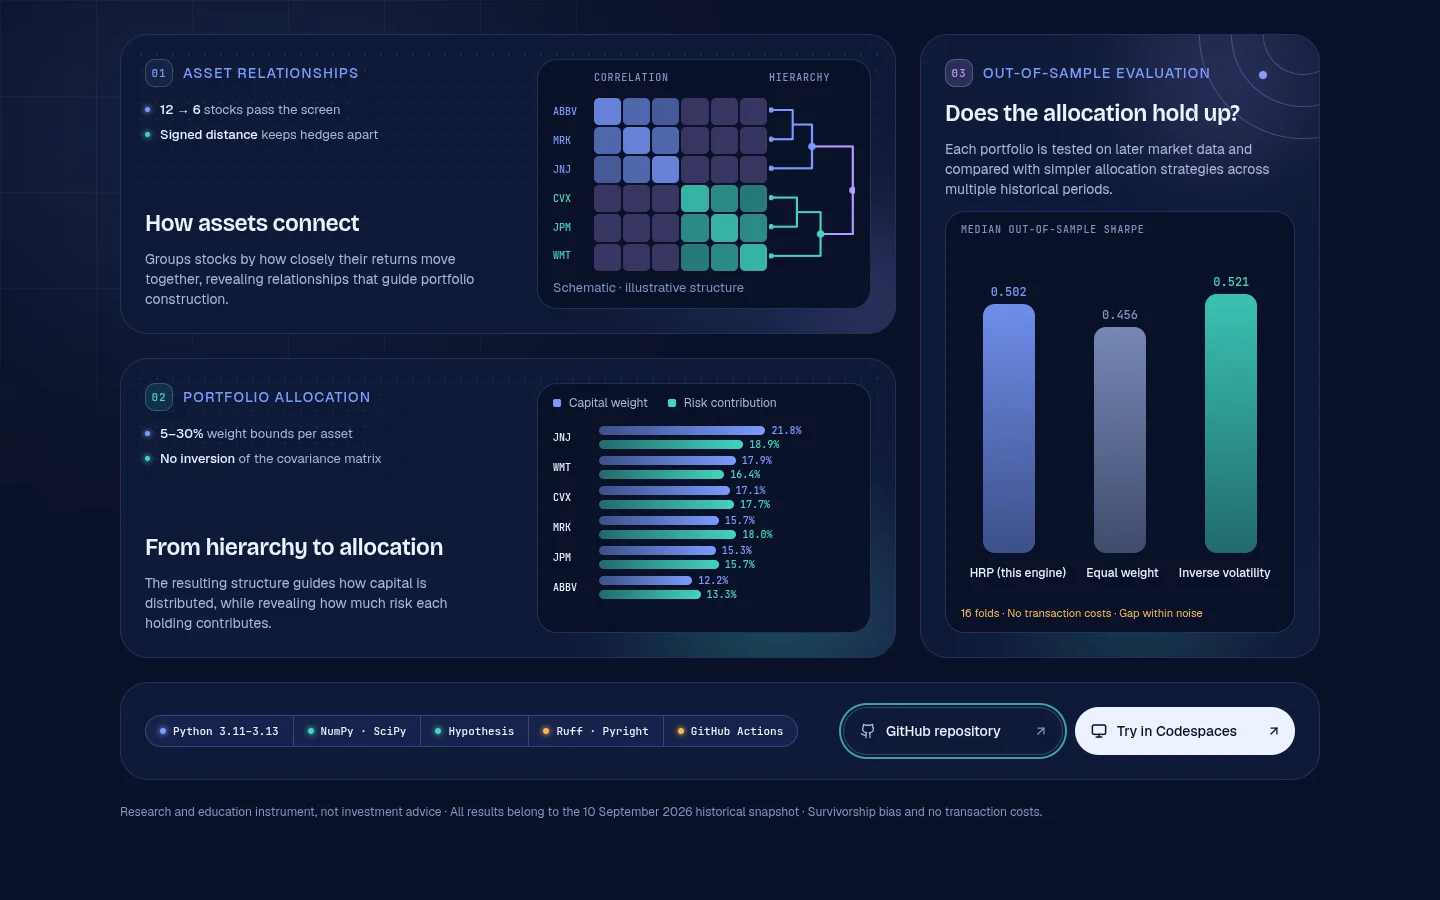 01 ASSET RELATIONSHIPS
12 → 6 stocks pass the screen
Signed distance keeps hedges apart
How assets connect
Groups stocks by how closely their returns move
together, revealing relationships that guide portfolio
construction.
CORRELATION HIERARCHY
ABBV
MRK
JNJ
CVX
JPM
WMT
Schematic · illustrative structure
02 PORTFOLIO ALLOCATION
5–30% weight bounds per asset
No inversion of the covariance matrix
From hierarchy to allocation
The resulting structure guides how capital is
distributed, while revealing how much risk each
holding contributes.
Capital weight Risk contribution
JNJ 21.8%
18.9%
WMT 17.9%
16.4%
CVX 17.1%
17.7%
MRK 15.7%
18.0%
JPM 15.3%
15.7%
ABBV 12.2%
13.3%
03 OUT-OF-SAMPLE EVALUATION
Does the allocation hold up?
Each portfolio is tested on later market data and
compared with simpler allocation strategies across
multiple historical periods.
MEDIAN OUT-OF-SAMPLE SHARPE
0.502 0.456 0.521
HRP (this engine) Equal weight Inverse volatility
16 folds · No transaction costs · Gap within noise
Python 3.11–3.13 NumPy · SciPy Hypothesis Ruff · Pyright GitHub Actions
GitHub repository Try in Codespaces
Research and education instrument, not investment advice · All results belong to the 10 September 2026 historical snapshot · Survivorship bias and no transaction costs.